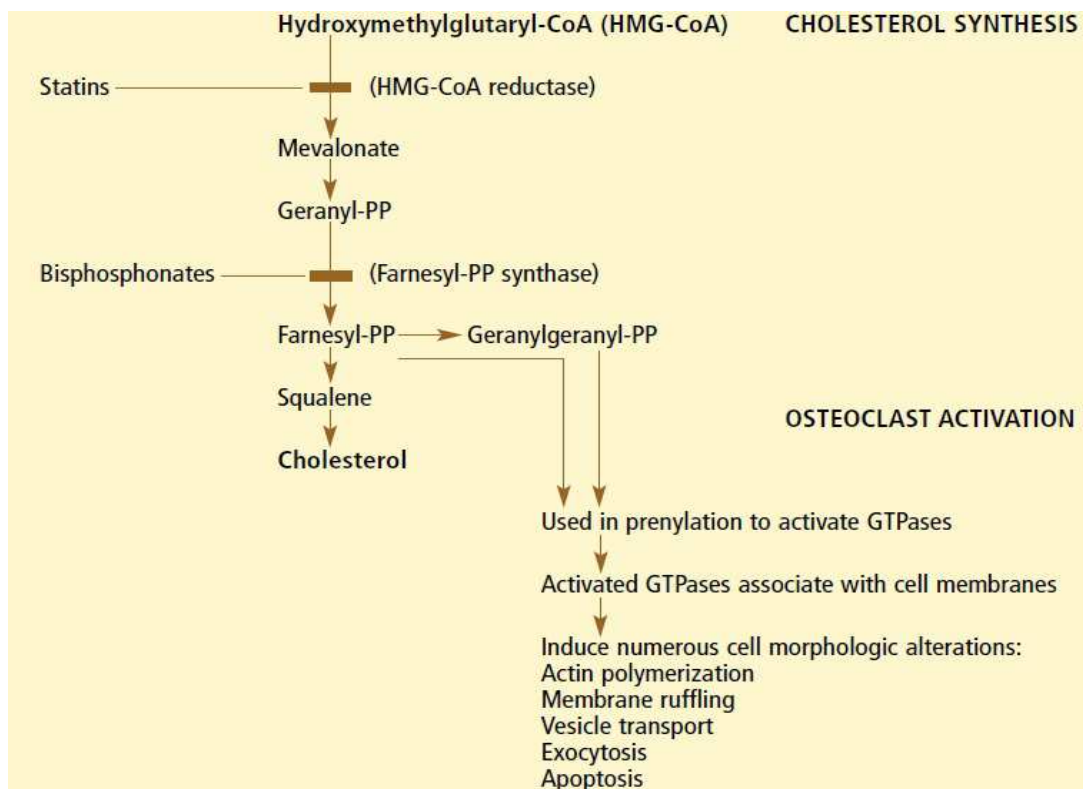 Hydroxymethylglutaryl-CoA (HMG-CoA) CHOLESTEROL SYNTHESIS
Statins (HMG-CoA reductase)
Mevalonate
Geranyl-PP
Bisphosphonates (Farnesyl-PP synthase)
Farnesyl-PP Geranylgeranyl-PP
Squalene
OSTEOCLAST ACTIVATION
Cholesterol
Used in prenylation to activate GTPases
Activated GTPases associate with cell membranes
Induce numerous cell morphologic alterations:
Actin polymerization
Membrane ruffling
Vesicle transport
Exocytosis
Apoptosis